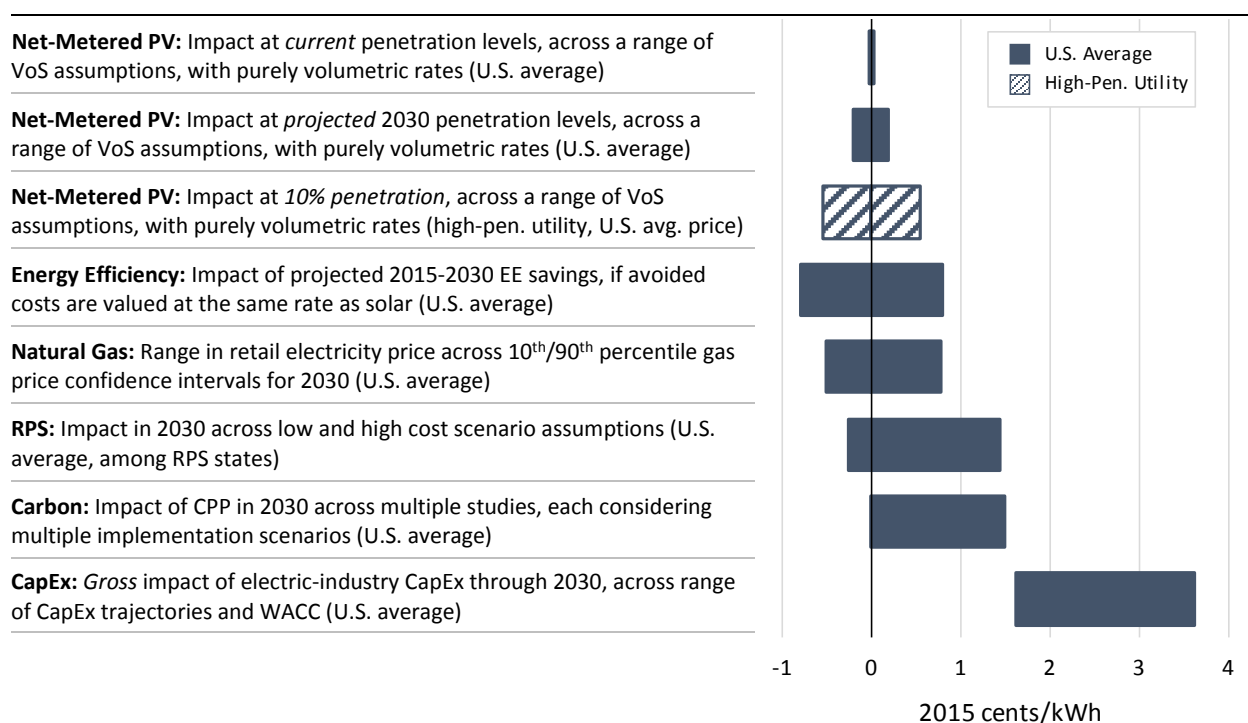 Net-Metered PV: Impact at current penetration levels, across a range of
VoS assumptions, with purely volumetric rates (U.S. average)
Net-Metered PV: Impact at projected 2030 penetration levels, across a
range of VoS assumptions, with purely volumetric rates (U.S. average)
Net-Metered PV: Impact at 10% penetration, across a range of VoS
assumptions, with purely volumetric rates (high-pen. utility, U.S. avg. price)
Energy Efficiency: Impact of projected 2015-2030 EE savings, if avoided
costs are valued at the same rate as solar (U.S. average)
Natural Gas: Range in retail electricity price across 10th/90th percentile gas
price confidence intervals for 2030 (U.S. average)
RPS: Impact in 2030 across low and high cost scenario assumptions (U.S.
average, among RPS states)
Carbon: Impact of CPP in 2030 across multiple studies, each considering
multiple implementation scenarios (U.S. average)
CapEx: Gross impact of electric-industry CapEx through 2030, across range
of CapEx trajectories and WACC (U.S. average)
U.S. Average
High-Pen. Utility
-1 0 1 2 3 4
2015 cents/kWh